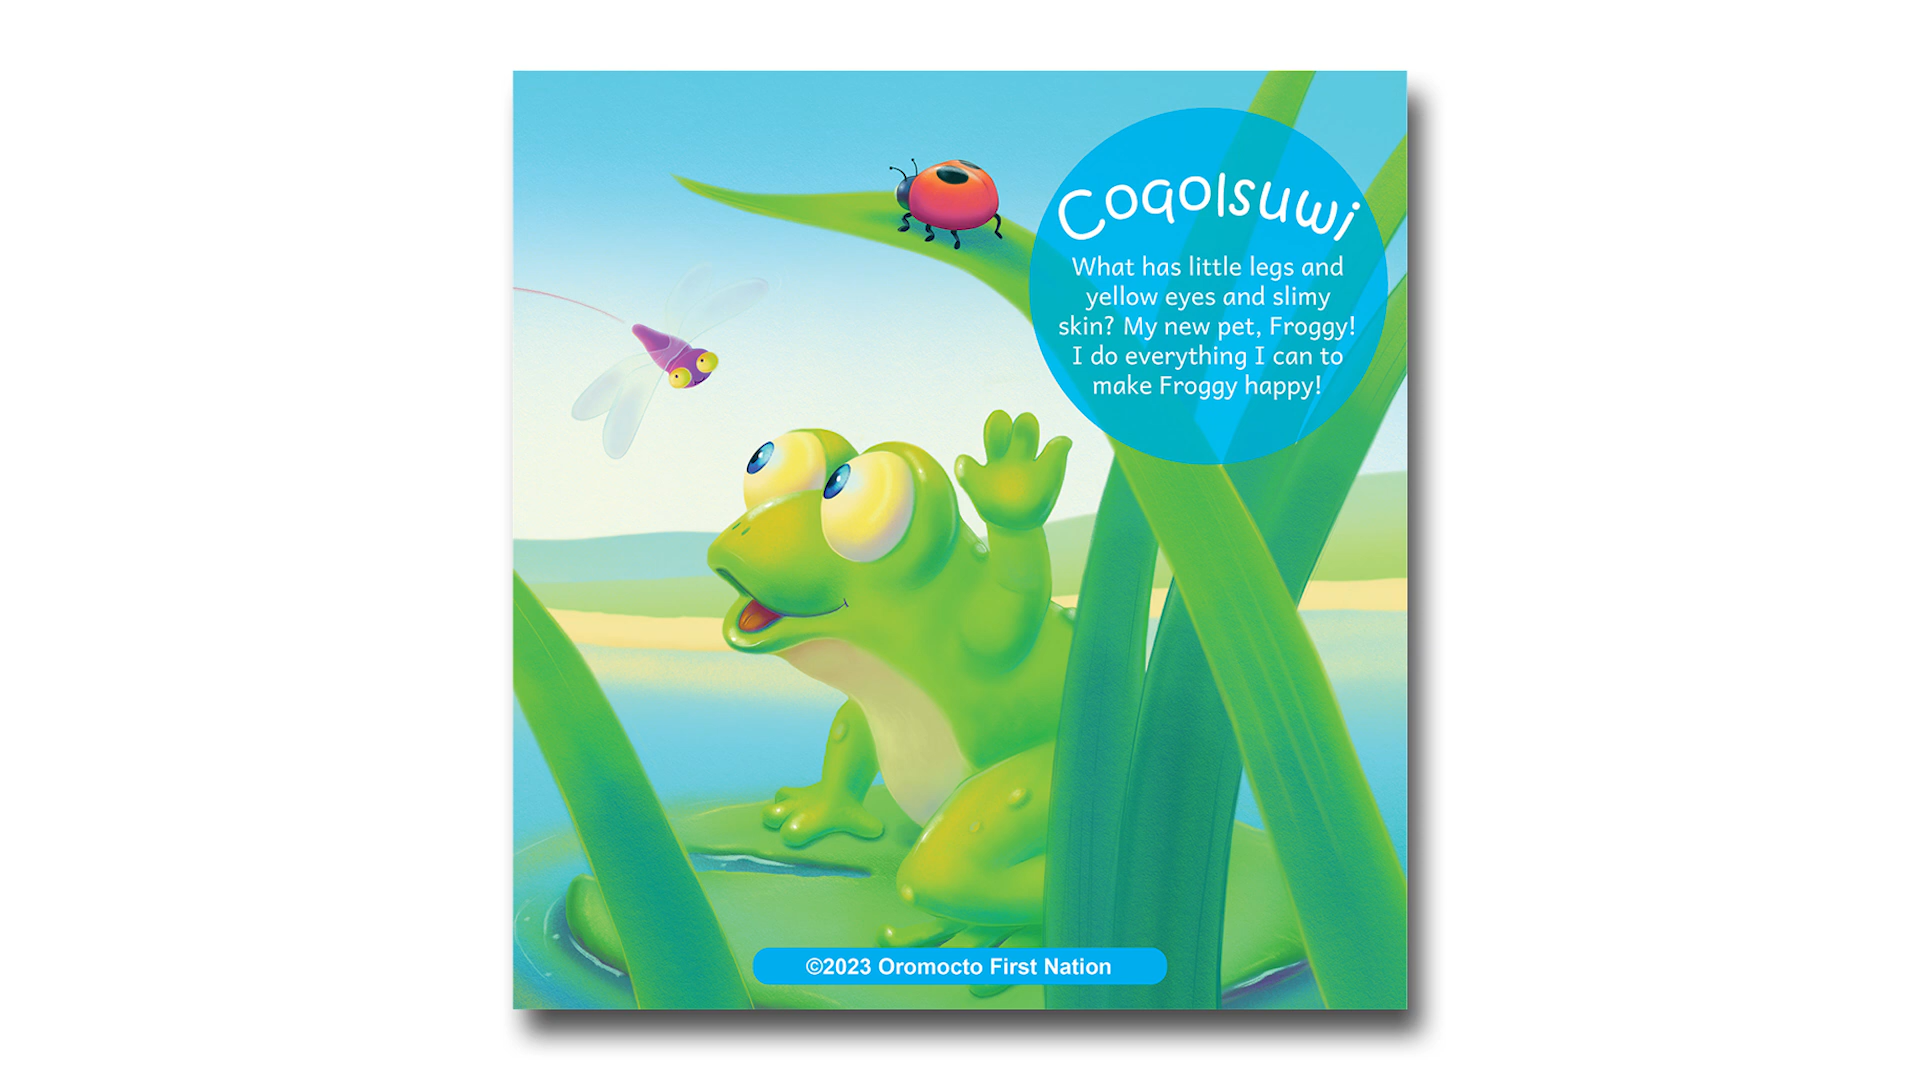 Coqolsuwi
What has little legs and
yellow eyes and slimy
skin? My new pet, Froggy!
I do everything I can to
make Froggy happy!
©2023 Oromocto First Nation